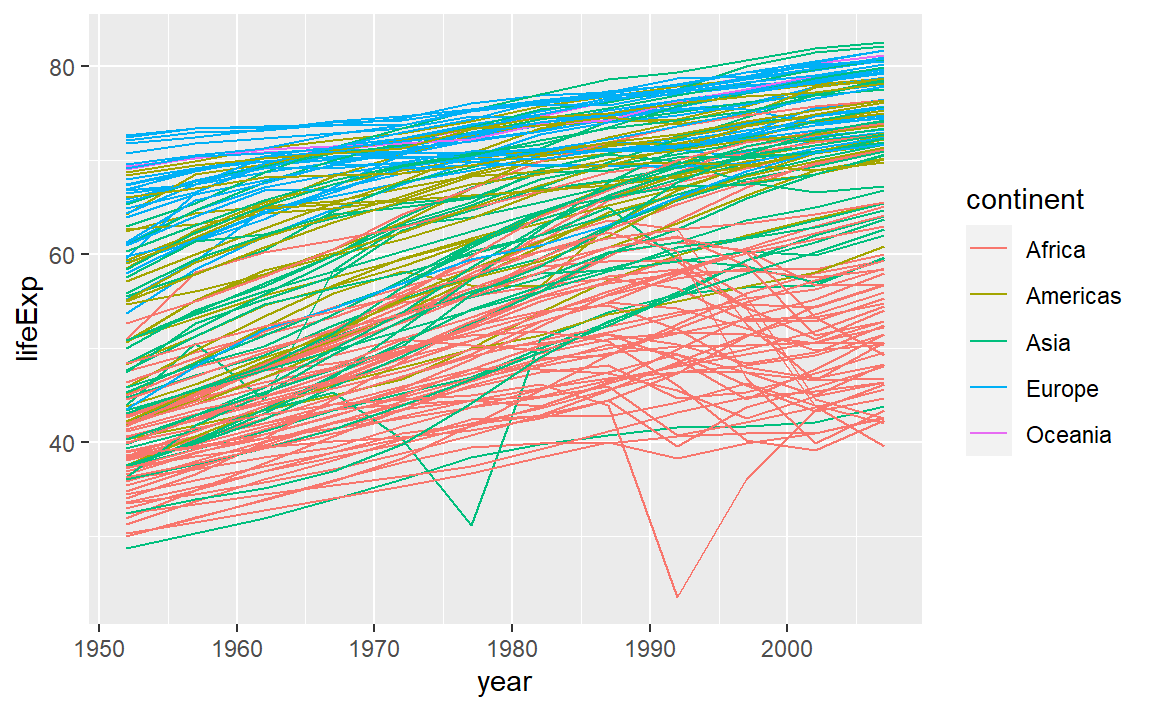 80
60
40
lifeExp
1950 1960 1970 1980 1990 2000
year
continent
Africa
Americas
Asia
Europe
Oceania